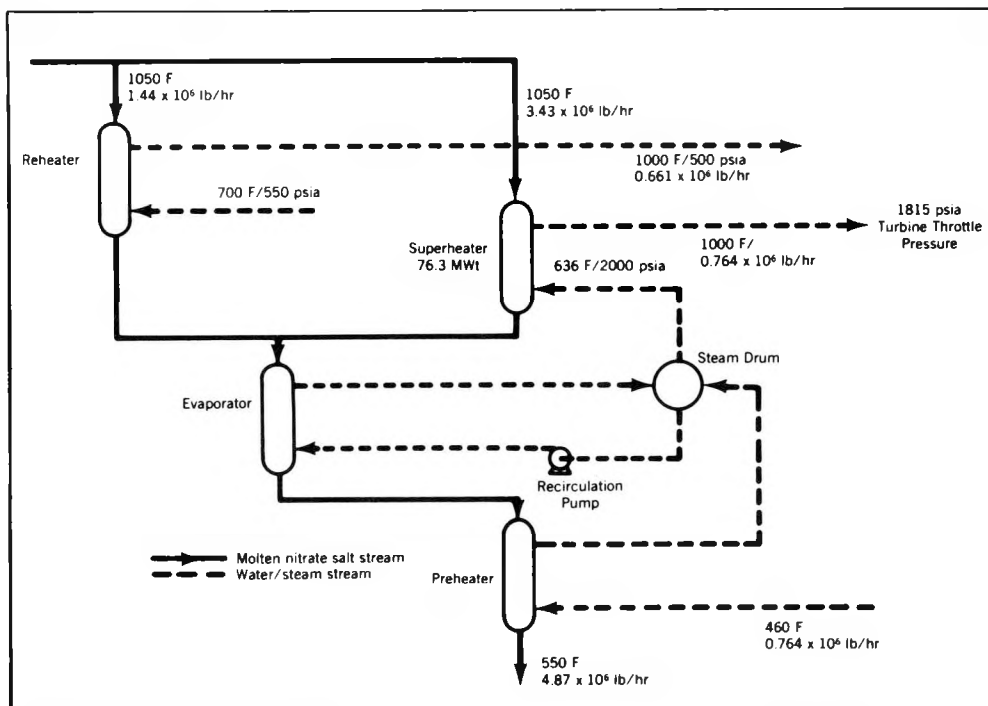 1050 F
1.44 x 10⁶ lb/hr
1050 F
3.43 x 10⁶ lb/hr
Reheater
1000 F/500 psia
0.661 x 10⁶ lb/hr
700 F/550 psia
1815 psia
Turbine Throttle
Pressure
Superheater
76.3 MWt
1000 F/
0.764 x 10⁶ lb/hr
636 F/2000 psia
Steam Drum
Evaporator
Recirculation
Pump
Molten nitrate salt stream
Water/steam stream
Preheater
460 F
0.764 x 10⁶ lb/hr
550 F
4.87 x 10⁶ lb/hr